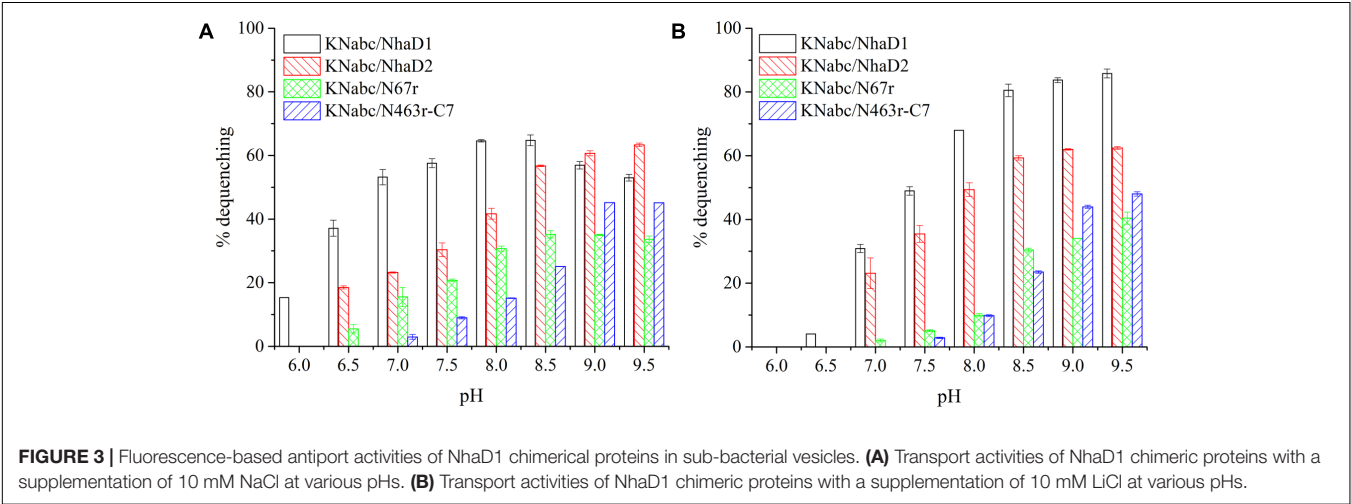 A
100
80
60
40
20
0
% dequenching
KNabc/NhaD1
KNabc/NhaD2
KNabc/N67r
KNabc/N463r-C7
6.0 6.5 7.0 7.5 8.0 8.5 9.0 9.5
pH
B
100
80
60
40
20
0
% dequenching
KNabc/NhaD1
KNabc/NhaD2
KNabc/N67r
KNabc/N463r-C7
6.0 6.5 7.0 7.5 8.0 8.5 9.0 9.5
pH
FIGURE 3 | Fluorescence-based antiport activities of NhaD1 chimerical proteins in sub-bacterial vesicles. (A) Transport activities of NhaD1 chimeric proteins with a
supplementation of 10 mM NaCl at various pHs. (B) Transport activities of NhaD1 chimeric proteins with a supplementation of 10 mM LiCl at various pHs.